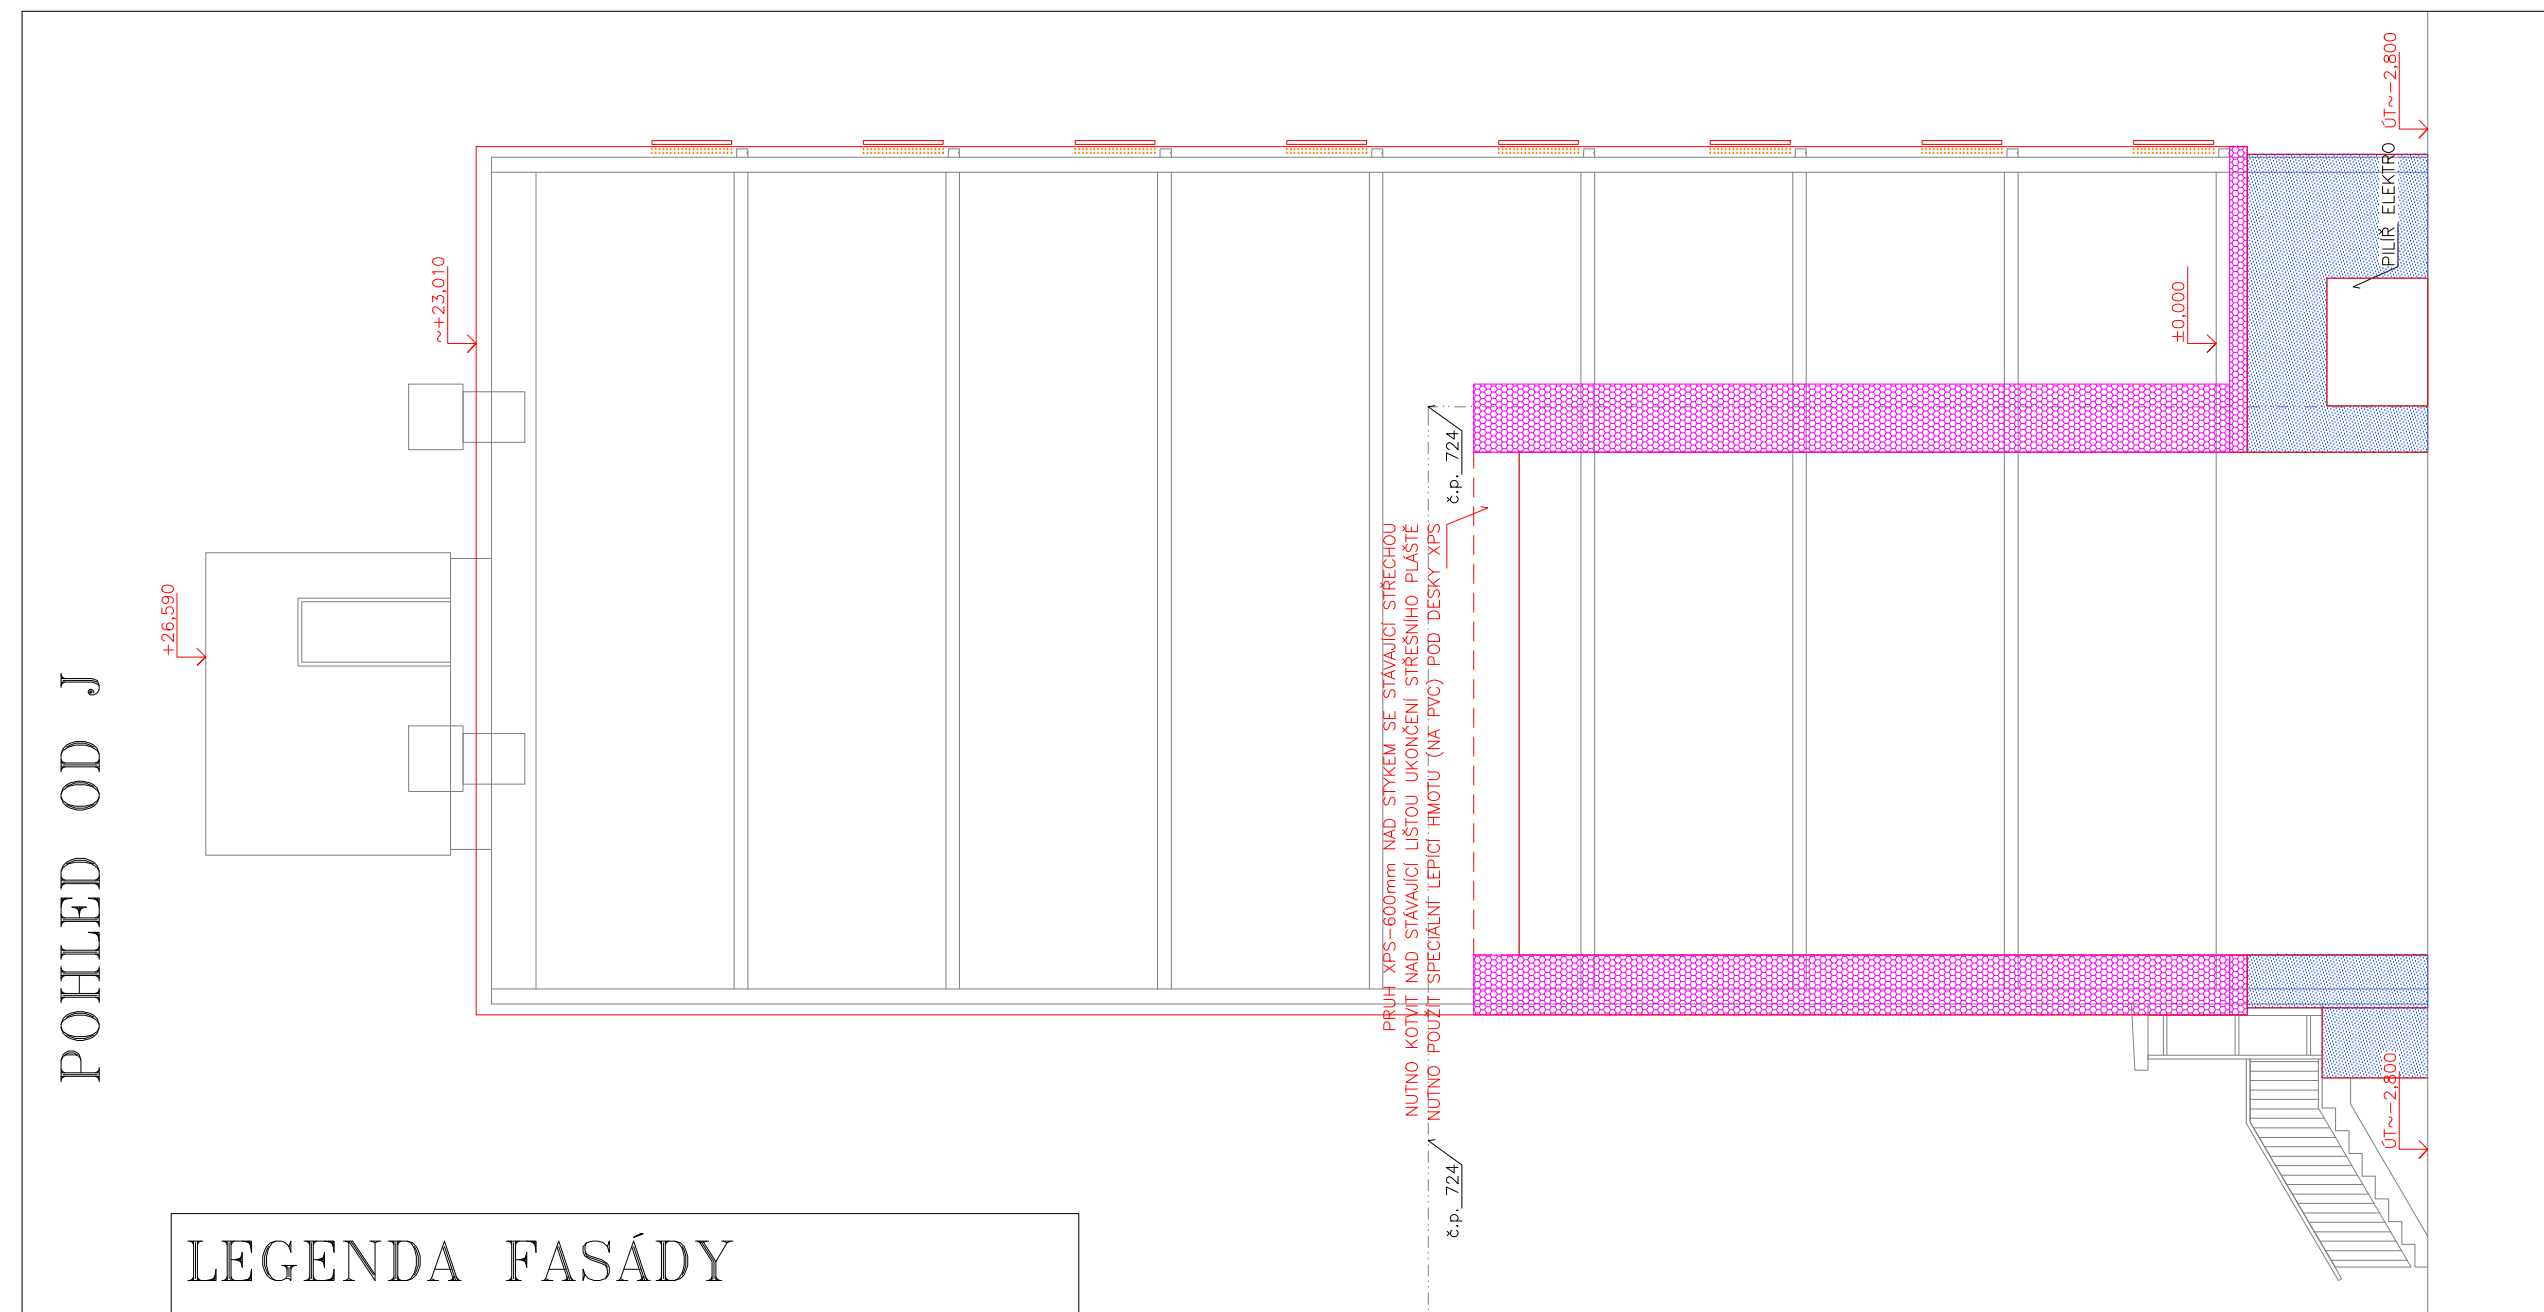 POHLED OD J
+26,590
~+23,010
PRUH XPS-600mm NAD STYKEM SE STÁVAJÍCÍ STŘECHOU
NUTNO KOTVIT NAD STÁVAJÍCÍ LIŠTOU UKONČENÍ STŘEŠNÍHO PLÁŠTĚ
NUTNO POUŽÍT SPECIÁLNÍ LEPÍCÍ HMOTU (NA PVC) POD DESKY XPS
č.p. 724
č.p. 724
±0,000
PILÍŘ ELEKTRO
ÚT~-2,800
ÚT~-2,800
LEGENDA FASÁDY